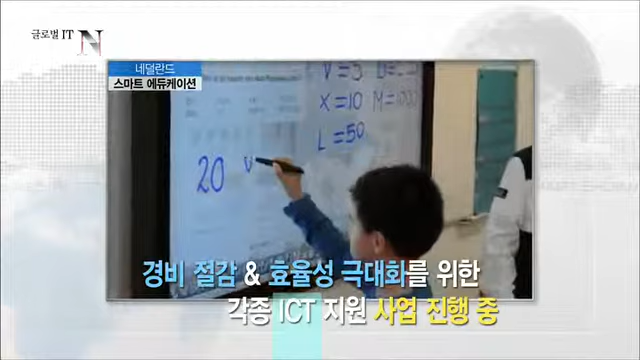 글로벌 IT N
네덜란드
스마트 에듀케이션
V = 5
X = 10 M = 1000
L = 50
20 V
경비 절감 & 효율성 극대화를 위한
각종 ICT 지원 사업 진행 중